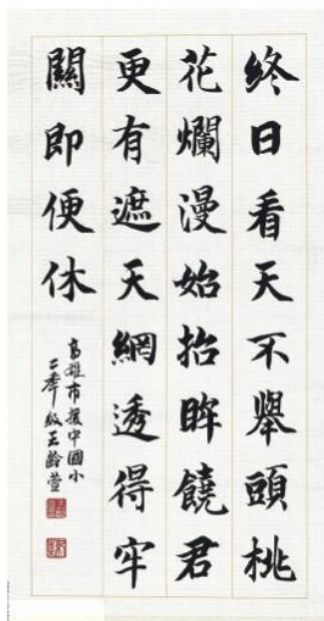 終日看天不舉頭桃
花爛漫始抬眸饒君
更有遮天網透得牢
關即便休
高雄市援中國小
二年級王齡萱